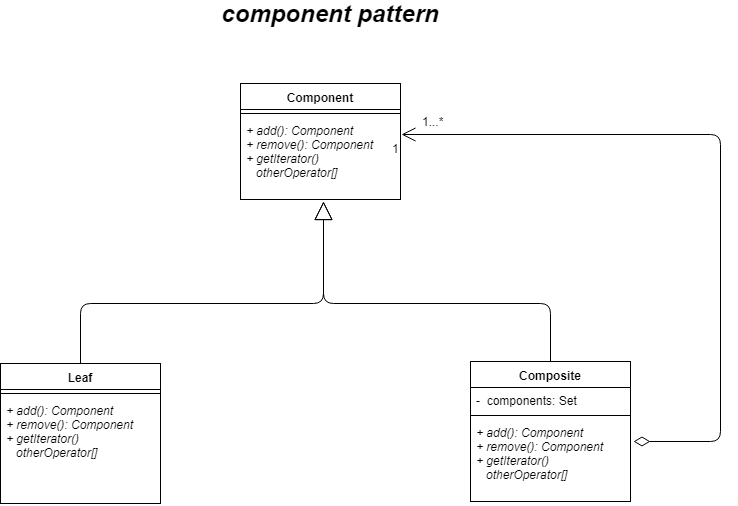 component pattern
Component
+ add(): Component
+ remove(): Component
+ getIterator()
otherOperator[]
1...*
1
Leaf
+ add(): Component
+ remove(): Component
+ getIterator()
otherOperator[]
Composite
- components: Set
+ add(): Component
+ remove(): Component
+ getIterator()
otherOperator[]